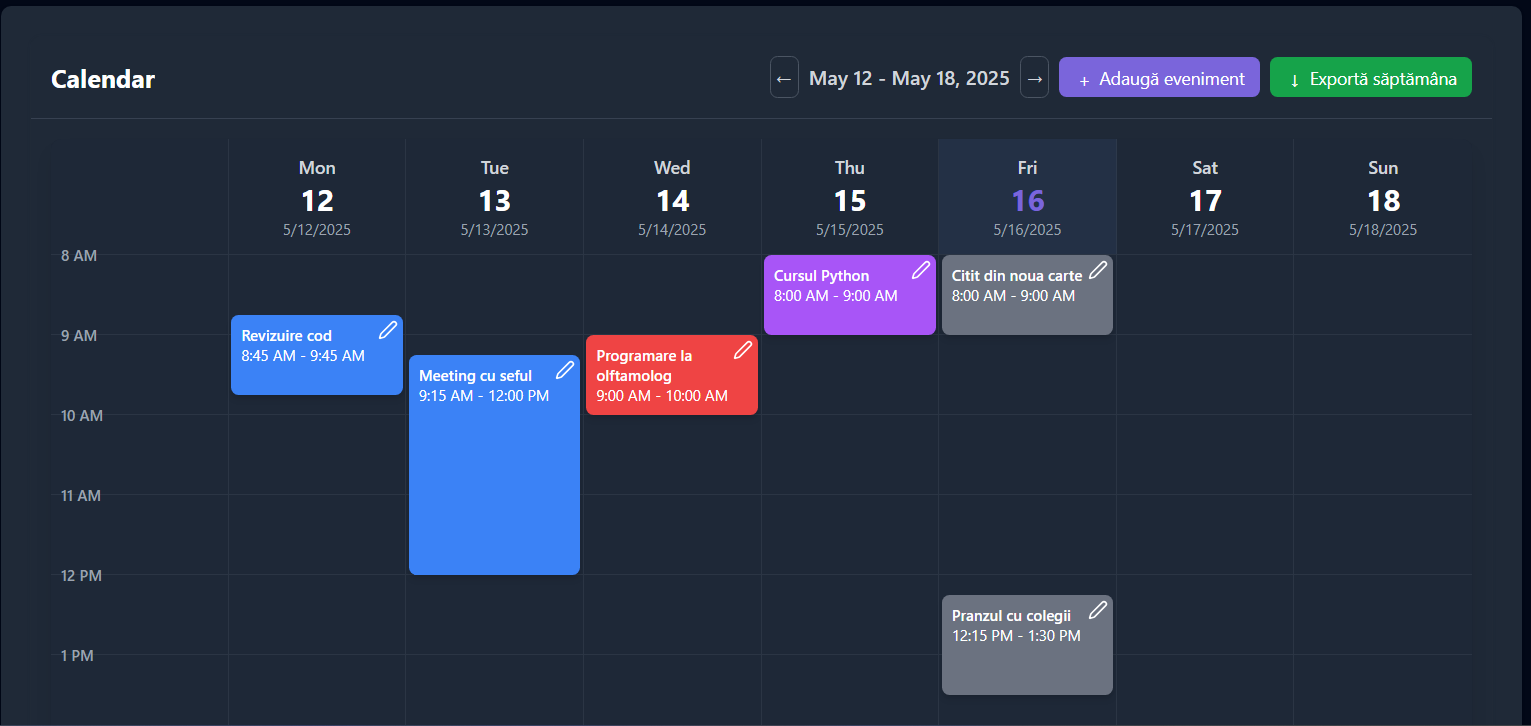 Calendar
←
May 12 - May 18, 2025
→
+ Adaugă eveniment
↓ Exportă săptămâna
Mon
12
5/12/2025
Tue
13
5/13/2025
Wed
14
5/14/2025
Thu
15
5/15/2025
Fri
16
5/16/2025
Sat
17
5/17/2025
Sun
18
5/18/2025
8 AM
Cursul Python
8:00 AM - 9:00 AM
Citit din noua carte
8:00 AM - 9:00 AM
9 AM
Revizuire cod
8:45 AM - 9:45 AM
Meeting cu seful
9:15 AM - 12:00 PM
Programare la
olftamolog
9:00 AM - 10:00 AM
10 AM
11 AM
12 PM
Pranzul cu colegii
12:15 PM - 1:30 PM
1 PM